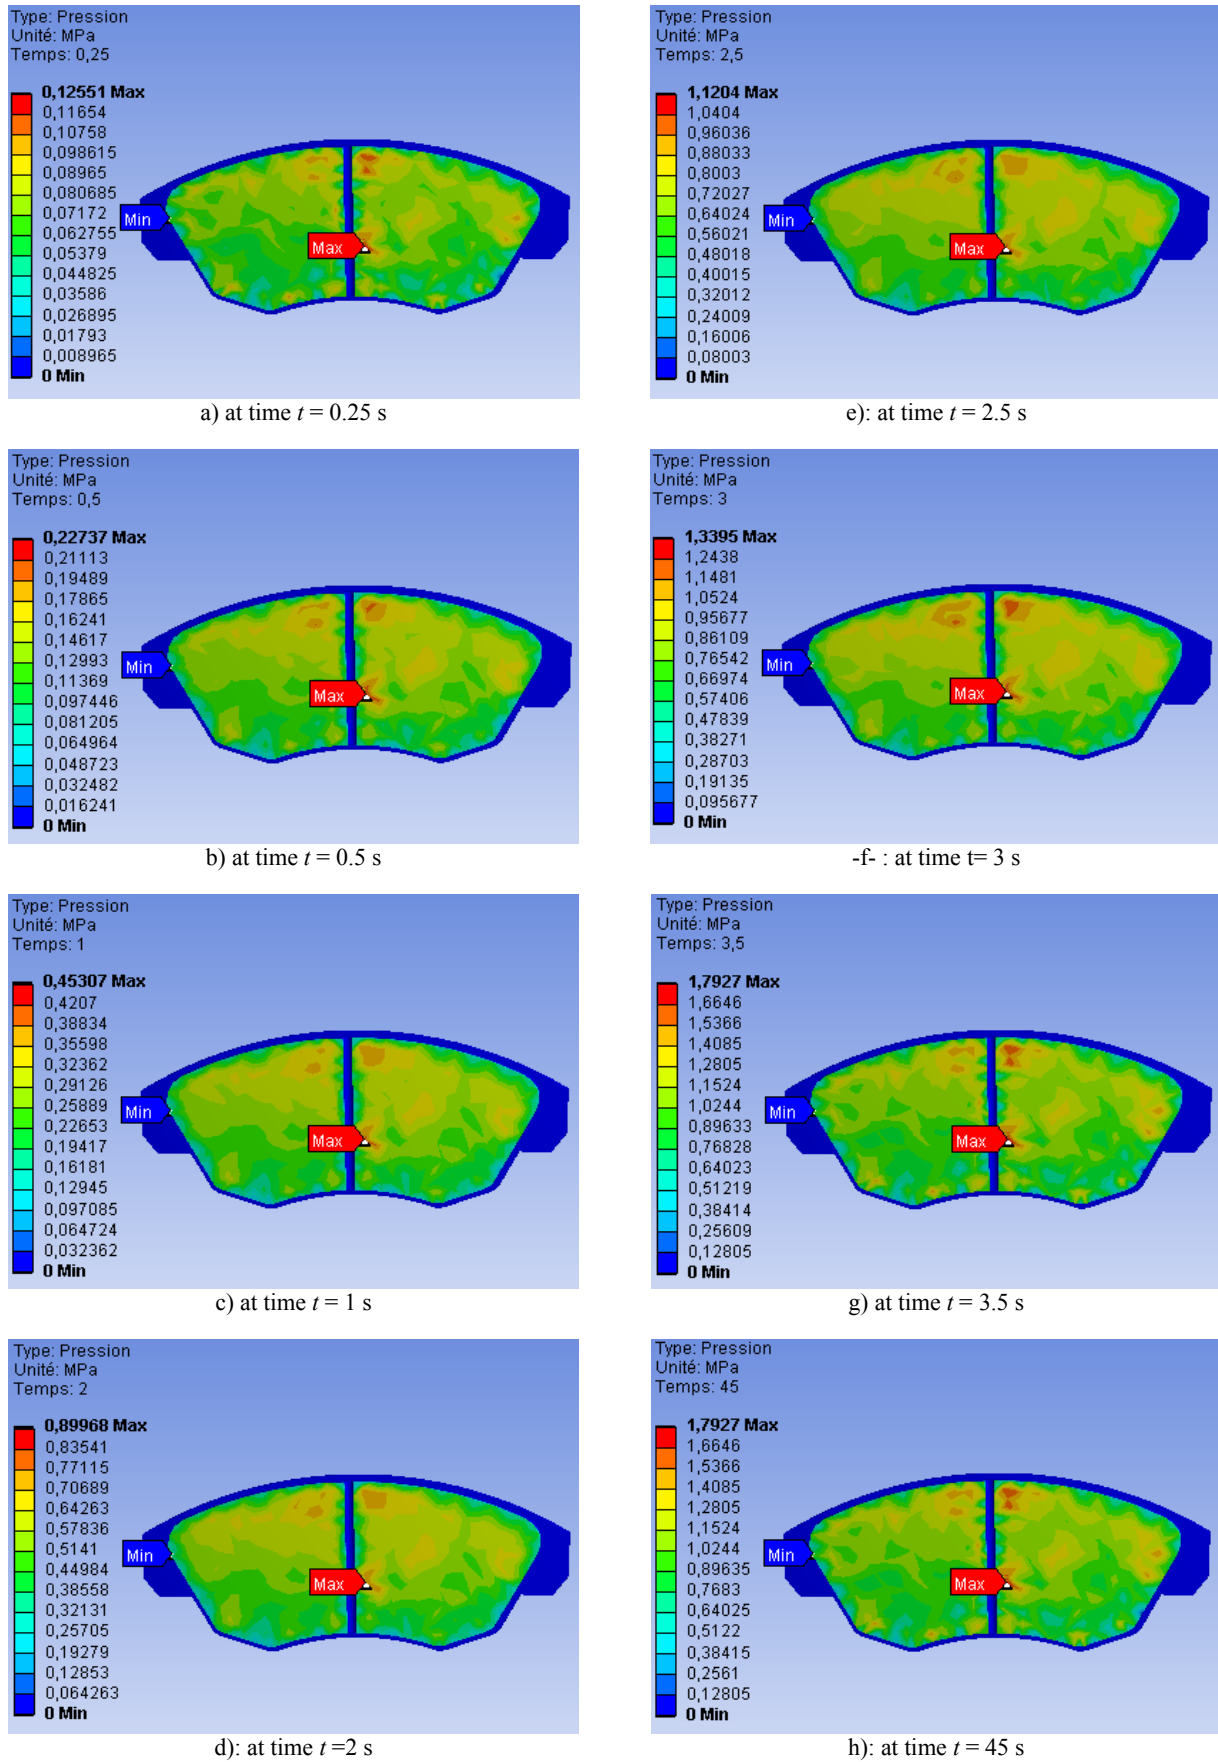 Type: Pression
Unité: MPa
Temps: 0,25
0,12551 Max
0,11654
0,10758
0,098615
0,08965
0,080685
0,07172
0,062755
0,05379
0,044825
0,03586
0,026895
0,01793
0,008965
0 Min
Min
Max
a) at time t = 0.25 s
Type: Pression
Unité: MPa
Temps: 2,5
1,1204 Max
1,0404
0,96036
0,88033
0,8003
0,72027
0,64024
0,56021
0,48018
0,40015
0,32012
0,24009
0,16006
0,08003
0 Min
Min
Max
e): at time t = 2.5 s
Type: Pression
Unité: MPa
Temps: 0,5
0,22737 Max
0,21113
0,19489
0,17865
0,16241
0,14617
0,12993
0,11369
0,097446
0,081205
0,064964
0,048723
0,032482
0,016241
0 Min
Min
Max
b) at time t = 0.5 s
Type: Pression
Unité: MPa
Temps: 3
1,3395 Max
1,2438
1,1481
1,0524
0,95677
0,86109
0,76542
0,66974
0,57406
0,47839
0,38271
0,28703
0,19135
0,095677
0 Min
Min
Max
-f- : at time t= 3 s
Type: Pression
Unité: MPa
Temps: 1
0,45307 Max
0,4207
0,38834
0,35598
0,32362
0,29126
0,25889
0,22653
0,19417
0,16181
0,12945
0,097085
0,064724
0,032362
0 Min
Min
Max
c) at time t = 1 s
Type: Pression
Unité: MPa
Temps: 3,5
1,7927 Max
1,6646
1,5366
1,4085
1,2805
1,1524
1,0244
0,89633
0,76828
0,64023
0,51219
0,38414
0,25609
0,12805
0 Min
Min
Max
g) at time t = 3.5 s
Type: Pression
Unité: MPa
Temps: 2
0,89968 Max
0,83541
0,77115
0,70689
0,64263
0,57836
0,5141
0,44984
0,38558
0,32131
0,25705
0,19279
0,12853
0,064263
0 Min
Min
Max
d): at time t =2 s
Type: Pression
Unité: MPa
Temps: 45
1,7927 Max
1,6646
1,5366
1,4085
1,2805
1,1524
1,0244
0,89635
0,7683
0,64025
0,5122
0,38415
0,2561
0,12805
0 Min
Min
Max
h): at time t = 45 s